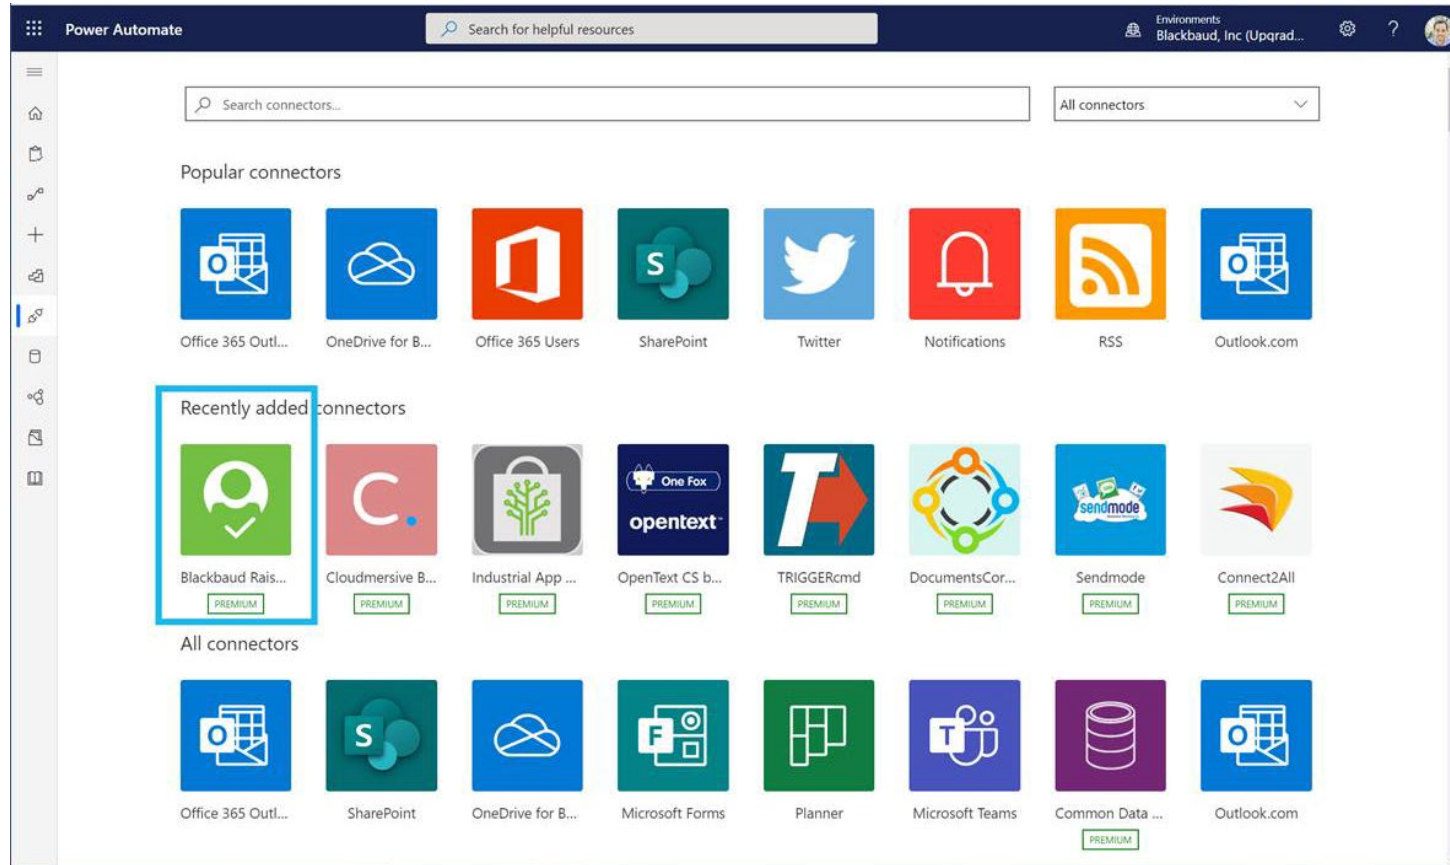 Power Automate
Search for helpful resources
Environments
Blackbaud, Inc (Upgrad...
?
Search connectors...
All connectors
Popular connectors
Office 365 Outl...
OneDrive for B...
Office 365 Users
SharePoint
Twitter
Notifications
RSS
Outlook.com
Recently added connectors
One Fox
opentext™
sendmode
Blackbaud Rais...
Cloudmersive B...
Industrial App ...
OpenText CS b...
TRIGGERcmd
DocumentsCor...
Sendmode
Connect2All
PREMIUM
PREMIUM
PREMIUM
PREMIUM
PREMIUM
PREMIUM
PREMIUM
PREMIUM
All connectors
Office 365 Outl...
SharePoint
OneDrive for B...
Microsoft Forms
Planner
Microsoft Teams
Common Data ...
Outlook.com
PREMIUM